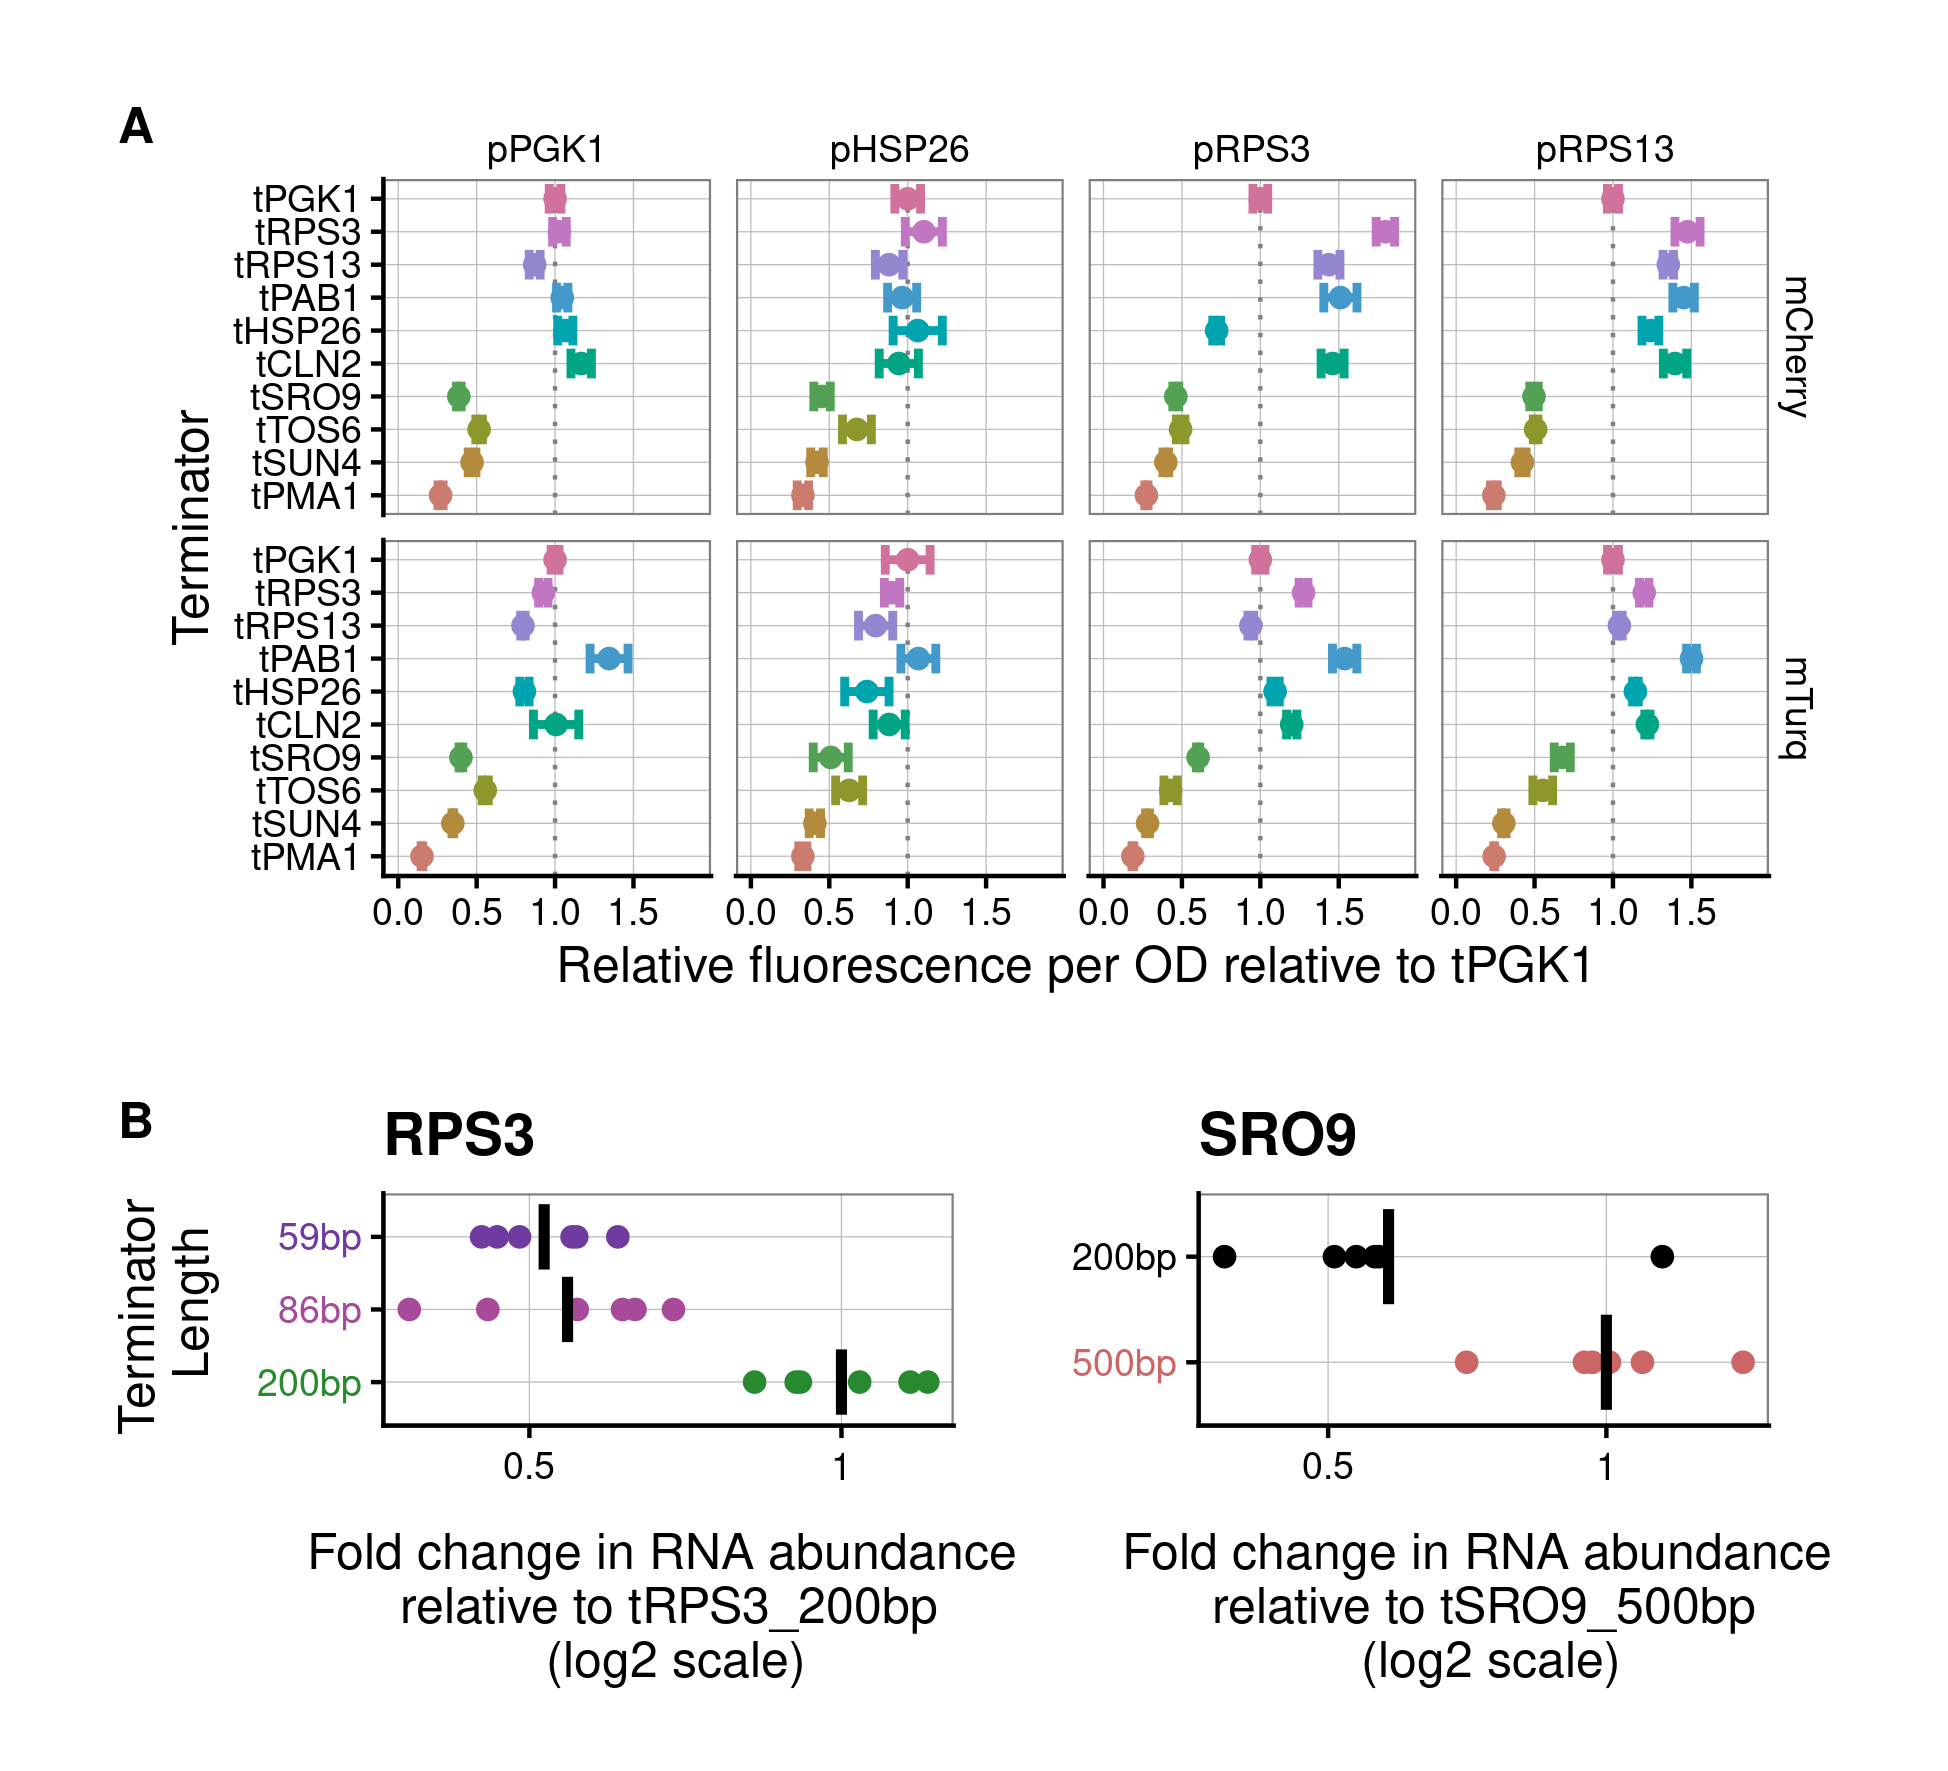 A
pPGK1 pHSP26 pRPS3 pRPS13
Terminator
tPGK1
tRPS3
tRPS13
tPAB1
tHSP26
tCLN2
tSRO9
tTOS6
tSUN4
tPMA1
mCherry
tPGK1
tRPS3
tRPS13
tPAB1
tHSP26
tCLN2
tSRO9
tTOS6
tSUN4
tPMA1
mTurq
0.0 0.5 1.0 1.5 0.0 0.5 1.0 1.5 0.0 0.5 1.0 1.5 0.0 0.5 1.0 1.5
Relative fluorescence per OD relative to tPGK1
B
RPS3
Terminator
Length
59bp
86bp
200bp
0.5 1
Fold change in RNA abundance
relative to tRPS3_200bp
(log2 scale)
SRO9
200bp
500bp
0.5 1
Fold change in RNA abundance
relative to tSRO9_500bp
(log2 scale)